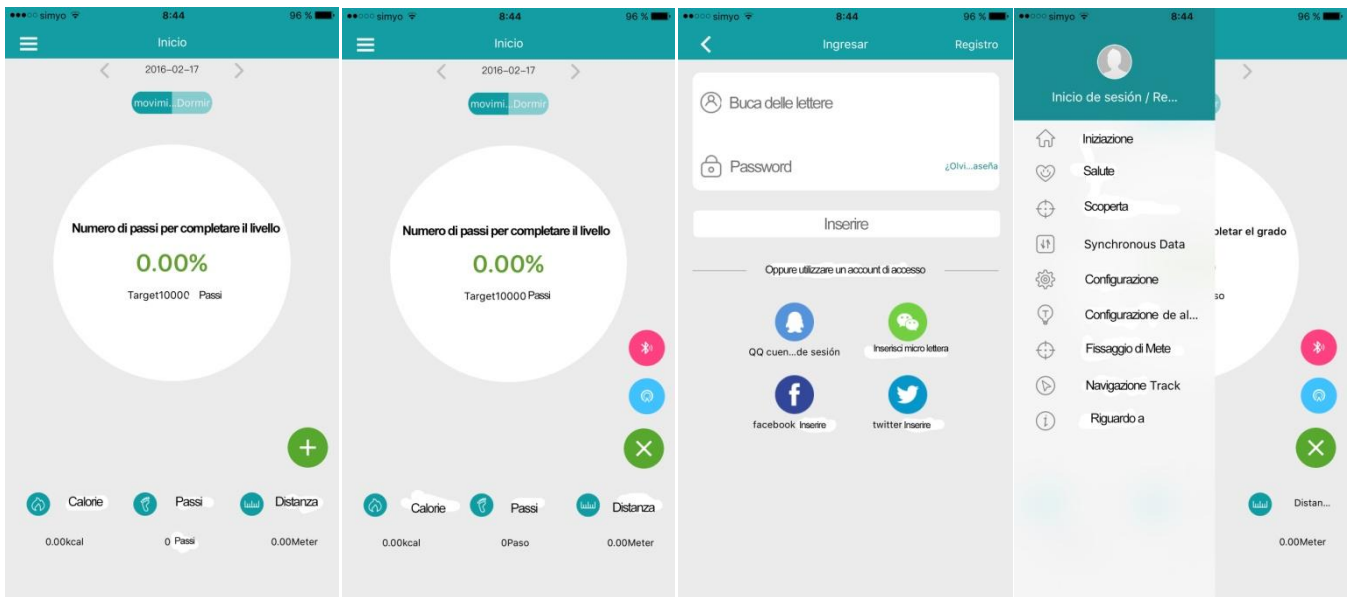 simyo 8:44 96 %
Inicio
2016-02-17
movimi...Dormir
Numero di passi per completare il livello
0.00%
Target10000 Passi
Calorie Passi Distanza
0.00kcal 0 Passi 0.00Meter
simyo 8:44 96 %
Inicio
2016-02-17
movimi...Dormir
Numero di passi per completare il livello
0.00%
Target10000 Passi
Calorie Passi Distanza
0.00kcal 0Paso 0.00Meter
simyo 8:44 96 %
Ingresar Registro
Buca delle lettere
Password ¿Olvi...aseña
Inserire
Oppure utilizzare un account di accesso
QQ cuen...de sesión Inserisci micro lettera
facebook Inserire twitter Inserire
simyo 8:44 96 %
Inicio de sesión / Re...
Iniziazione
Salute
Scoperta
Synchronous Data
Configurazione
Configurazione de al...
Fissaggio di Mete
Navigazione Track
Riguardo a
pletar el grado
so
Distan...
0.00Meter